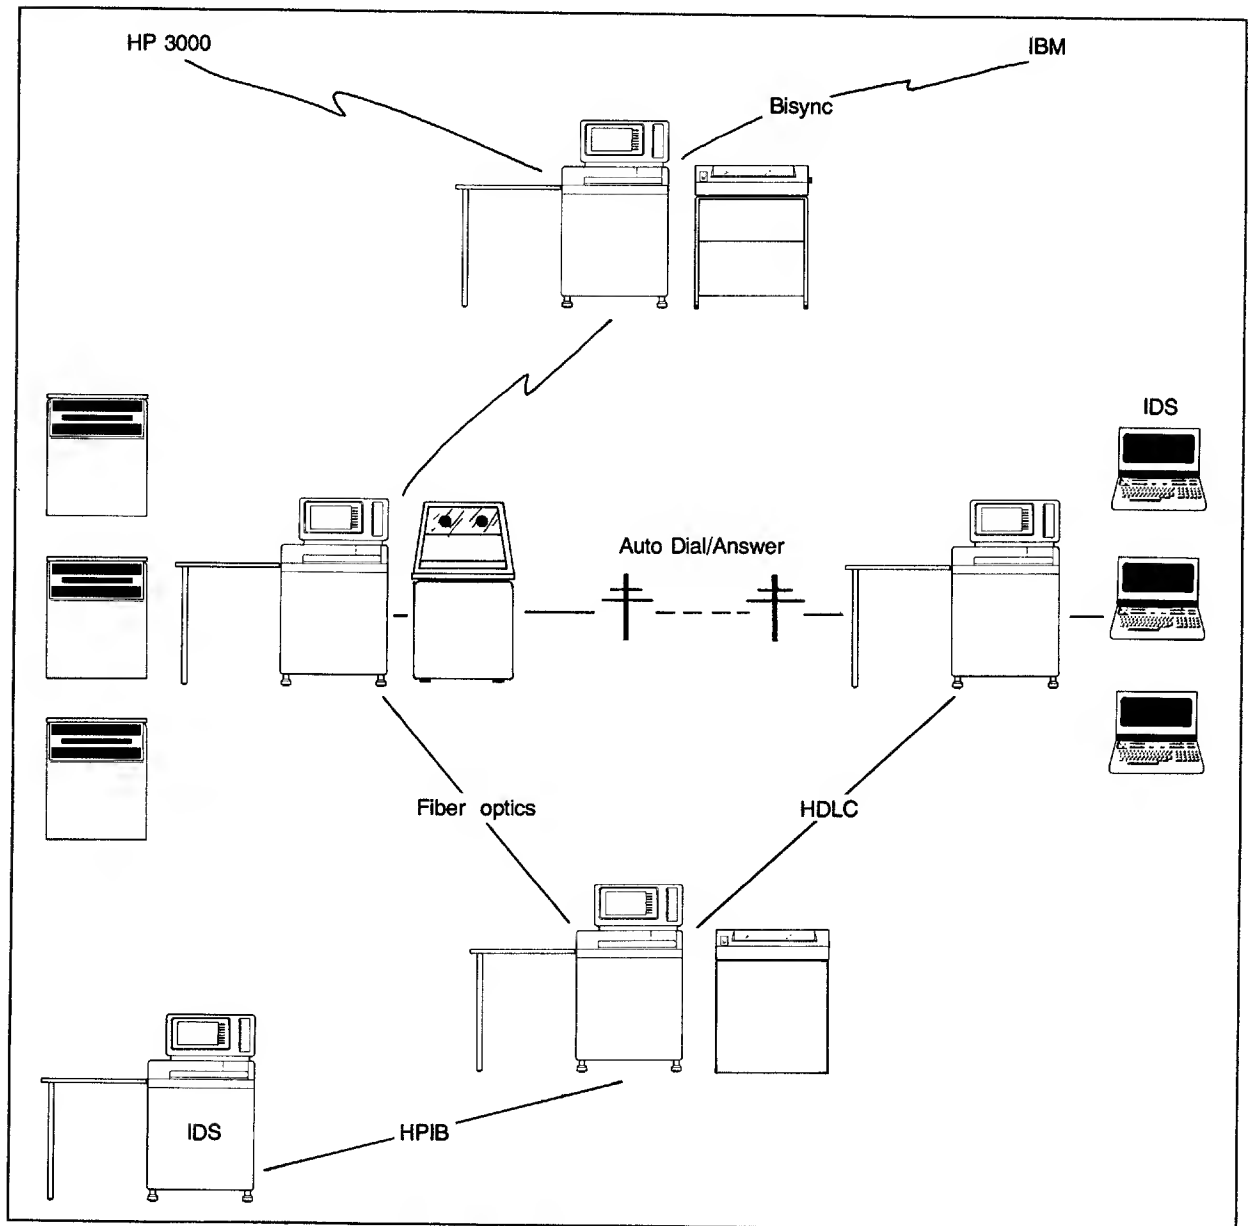 HP 3000
IBM
Bisync
IDS
Auto Dial/Answer
Fiber optics
HDLC
IDS
HPIB